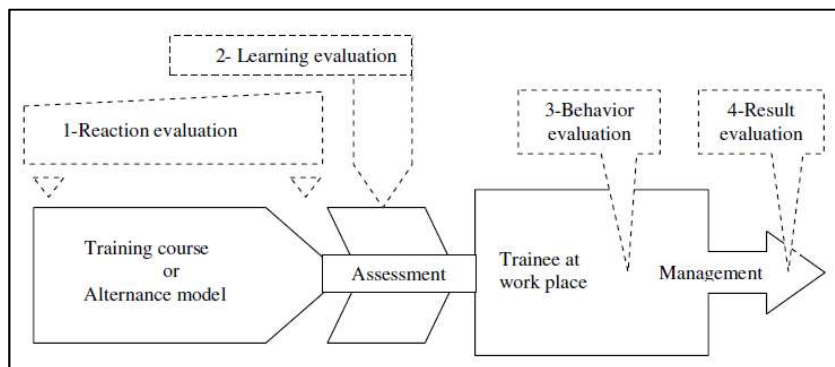 2- Learning evaluation
1-Reaction evaluation
3-Behavior
evaluation
4-Result
evaluation
Training course
or
Alternance model
Assessment
Trainee at
work place
Management